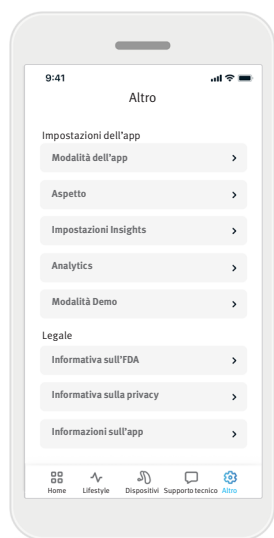 9:41
Altro
Impostazioni dell'app
Modalità dell'app
Aspetto
Impostazioni Insights
Analytics
Modalità Demo
Legale
Informativa sull'FDA
Informativa sulla privacy
Informazioni sull'app
Home Lifestyle Dispositivi Supporto tecnico Altro